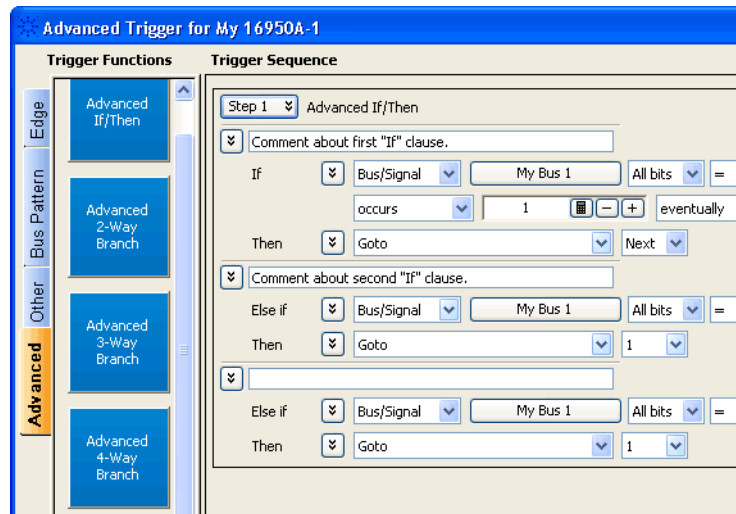 Advanced Trigger for My 16950A-1
Trigger Functions
Trigger Sequence
Edge
Bus Pattern
Other
Advanced
Advanced
If/Then
Advanced
2-Way
Branch
Advanced
3-Way
Branch
Advanced
4-Way
Branch
Step 1 Advanced If/Then
Comment about first "If" clause.
If Bus/Signal My Bus 1 All bits =
occurs 1 - + eventually
Then Goto Next
Comment about second "If" clause.
Else if Bus/Signal My Bus 1 All bits =
Then Goto 1
Else if Bus/Signal My Bus 1 All bits =
Then Goto 1